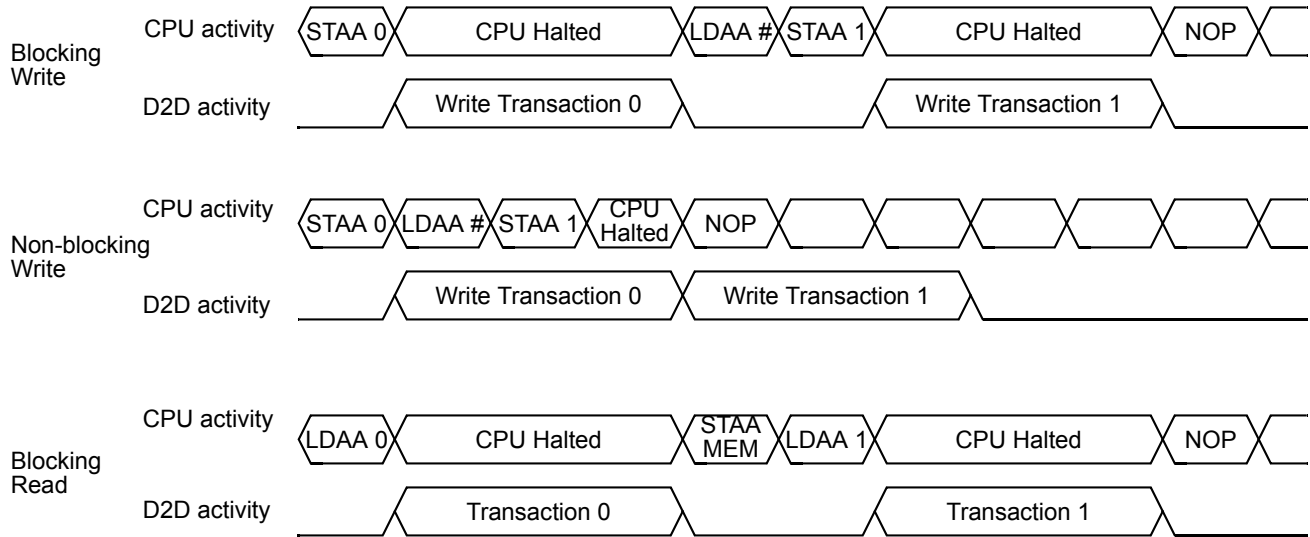 CPU activity
STAA 0 CPU Halted LDAA # STAA 1 CPU Halted NOP
Blocking
Write
D2D activity
Write Transaction 0 Write Transaction 1
CPU activity
STAA 0 LDAA # STAA 1 CPU
Halted NOP
Non-blocking
Write
D2D activity
Write Transaction 0 Write Transaction 1
CPU activity
LDAA 0 CPU Halted STAA
MEM LDAA 1 CPU Halted NOP
Blocking
Read
D2D activity
Transaction 0 Transaction 1